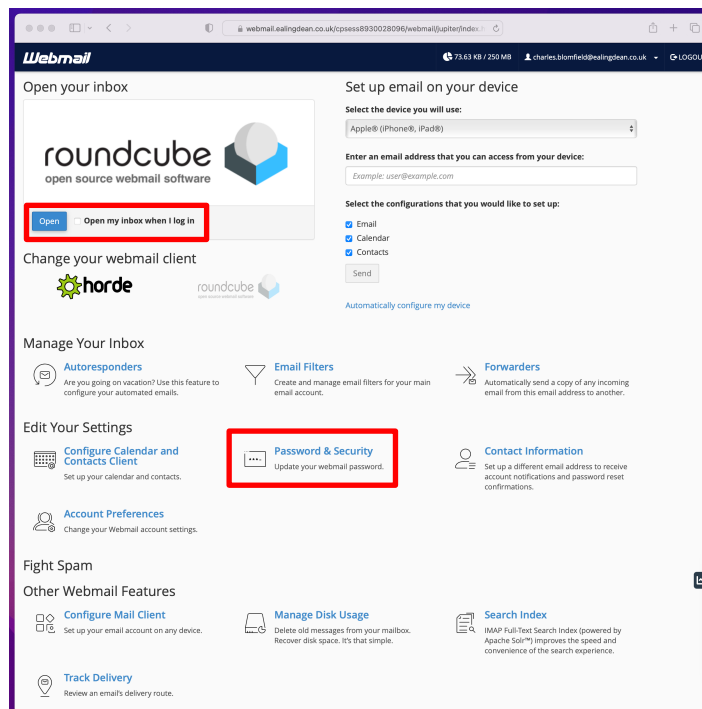 webmail.ealingdean.co.uk/cpsess8930028096/webmail/jupiter/index.h
Webmail
73.63 KB / 250 MB
charles.blomfield@ealingdean.co.uk
LOGOU
Open your inbox
roundcube
open source webmail software
Open
Open my inbox when I log in
Change your webmail client
horde
roundcube
open source webmail software
Set up email on your device
Select the device you will use:
Apple® (iPhone®, iPad®)
Enter an email address that you can access from your device:
Example: user@example.com
Select the configurations that you would like to set up:
Email
Calendar
Contacts
Send
Automatically configure my device
Manage Your Inbox
Autoresponders
Are you going on vacation? Use this feature to
configure your automated emails.
Email Filters
Create and manage email filters for your main
email account.
Forwarders
Automatically send a copy of any incoming
email from this email address to another.
Edit Your Settings
Configure Calendar and
Contacts Client
Set up your calendar and contacts.
Password & Security
Update your webmail password.
Contact Information
Set up a different email address to receive
account notifications and password reset
confirmations.
Account Preferences
Change your Webmail account settings.
Fight Spam
Other Webmail Features
Configure Mail Client
Set up your email account on any device.
Manage Disk Usage
Delete old messages from your mailbox.
Recover disk space. It's that simple.
Search Index
IMAP Full-Text Search Index (powered by
Apache Solr™) improves the speed and
convenience of the search experience.
Track Delivery
Review an email's delivery route.